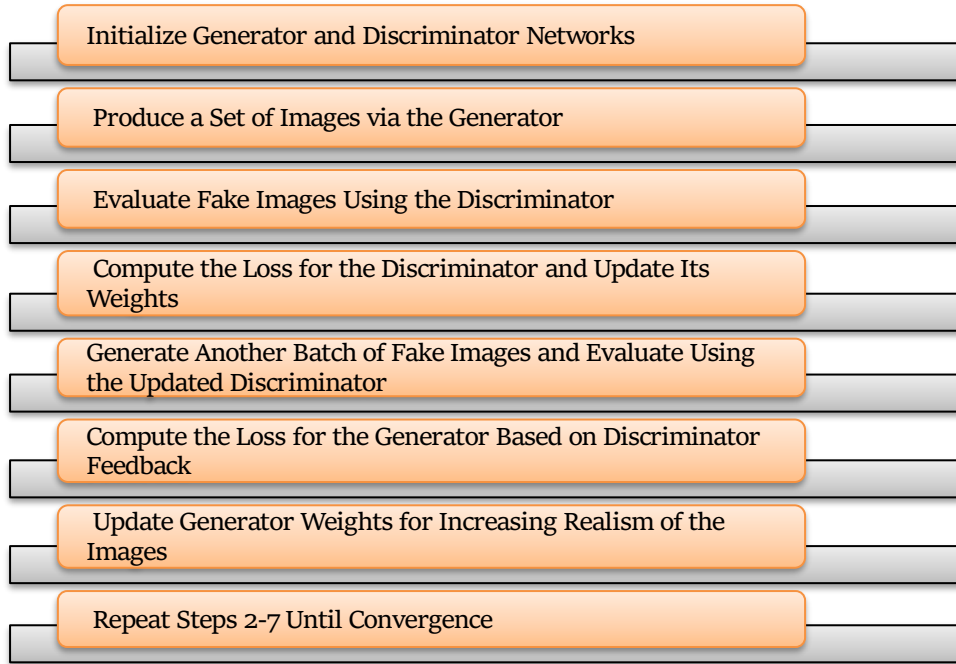 Initialize Generator and Discriminator Networks
Produce a Set of Images via the Generator
Evaluate Fake Images Using the Discriminator
Compute the Loss for the Discriminator and Update Its
Weights
Generate Another Batch of Fake Images and Evaluate Using
the Updated Discriminator
Compute the Loss for the Generator Based on Discriminator
Feedback
Update Generator Weights for Increasing Realism of the
Images
Repeat Steps 2-7 Until Convergence